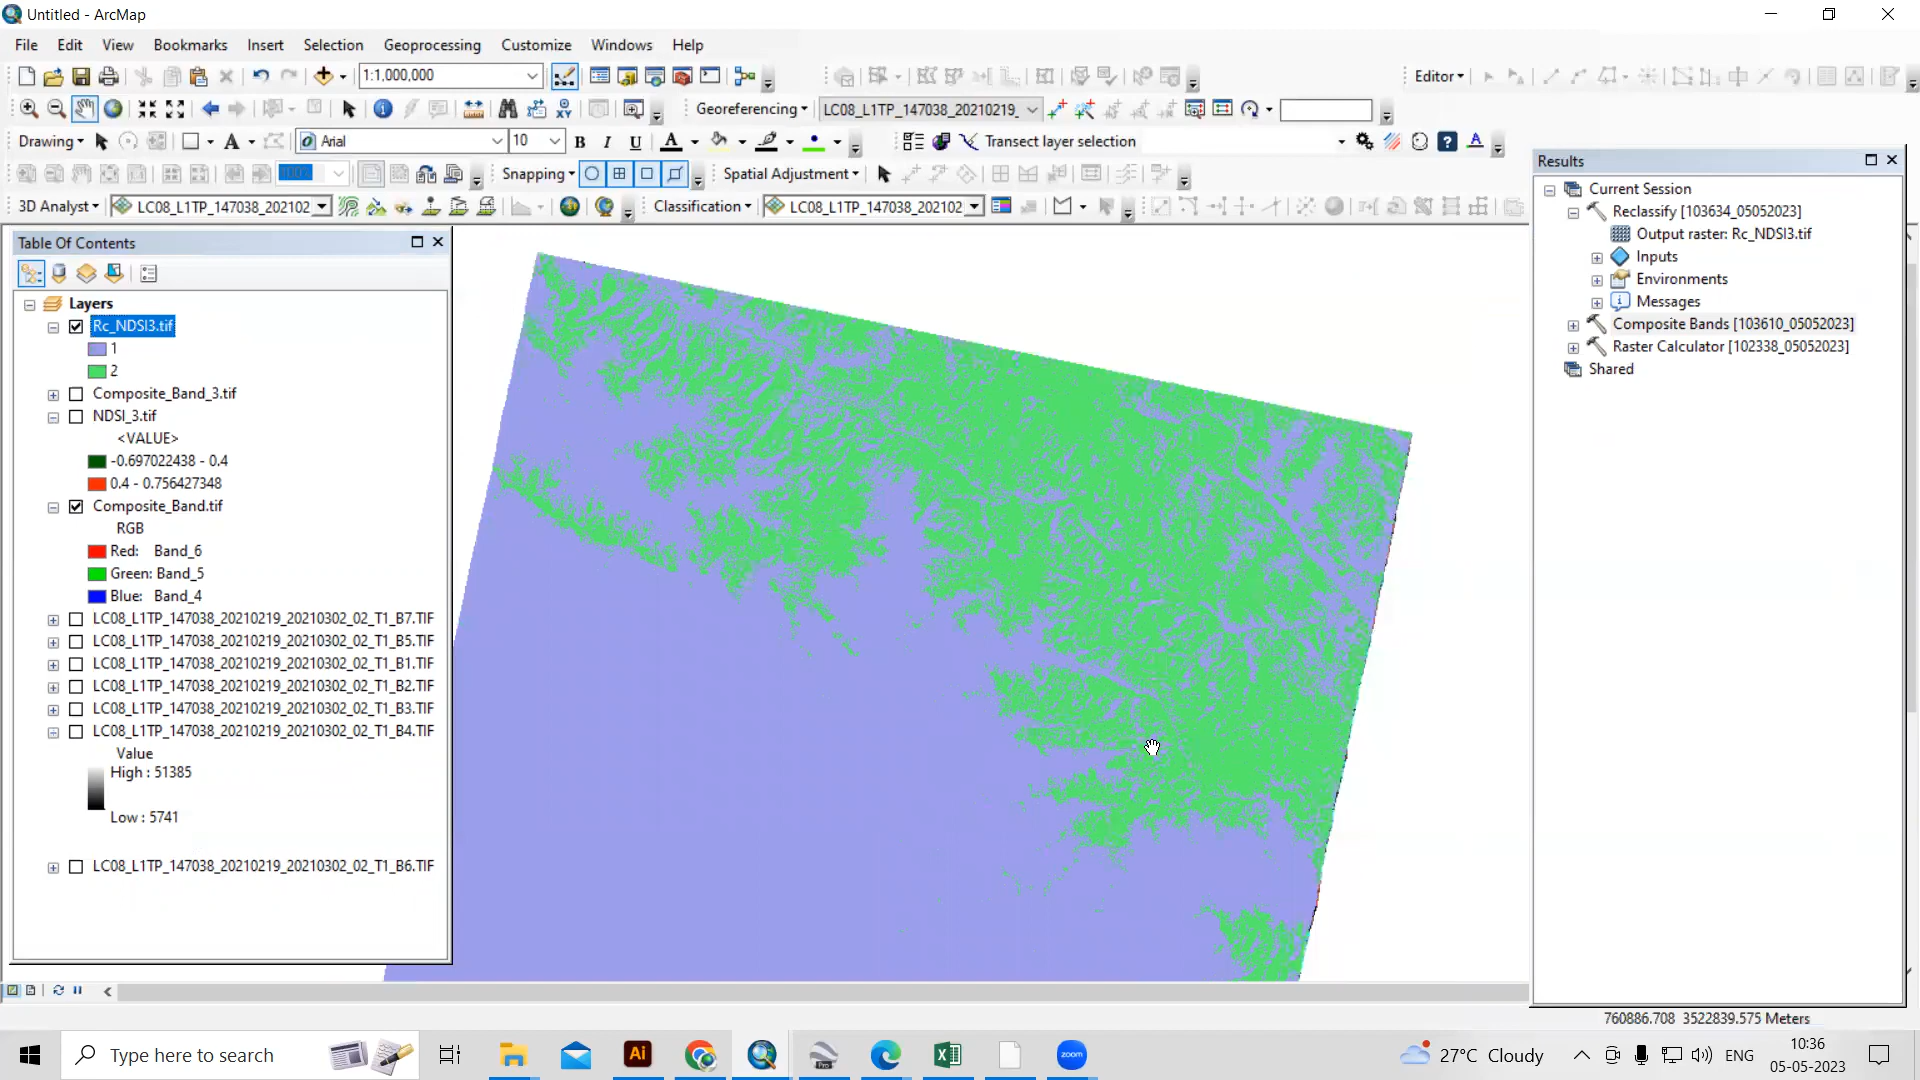 Untitled - ArcMap
File Edit View Bookmarks Insert Selection Geoprocessing Customize Windows Help
1:1,000,000
Editor
Georeferencing LC08_L1TP_147038_20210219_
Drawing A Arial 10 B I U A Transect layer selection
100% Snapping Spatial Adjustment
3D Analyst LC08_L1TP_147038_202102 Classification LC08_L1TP_147038_202102
Table Of Contents
Layers
Rc_NDSI3.tif
1
2
Composite_Band_3.tif
NDSI_3.tif
<VALUE>
-0.697022438 - 0.4
0.4 - 0.756427348
Composite_Band.tif
RGB
Red: Band_6
Green: Band_5
Blue: Band_4
LC08_L1TP_147038_20210219_20210302_02_T1_B7.TIF
LC08_L1TP_147038_20210219_20210302_02_T1_B5.TIF
LC08_L1TP_147038_20210219_20210302_02_T1_B1.TIF
LC08_L1TP_147038_20210219_20210302_02_T1_B2.TIF
LC08_L1TP_147038_20210219_20210302_02_T1_B3.TIF
LC08_L1TP_147038_20210219_20210302_02_T1_B4.TIF
Value
High : 51385
Low : 5741
LC08_L1TP_147038_20210219_20210302_02_T1_B6.TIF
Results
Current Session
Reclassify [103634_05052023]
Output raster: Rc_NDSI3.tif
Inputs
Environments
Messages
Composite Bands [103610_05052023]
Raster Calculator [102338_05052023]
Shared
760886.708 3522839.575 Meters
Type here to search
Ai
Pro
zoom
27°C Cloudy
ENG
10:36
05-05-2023